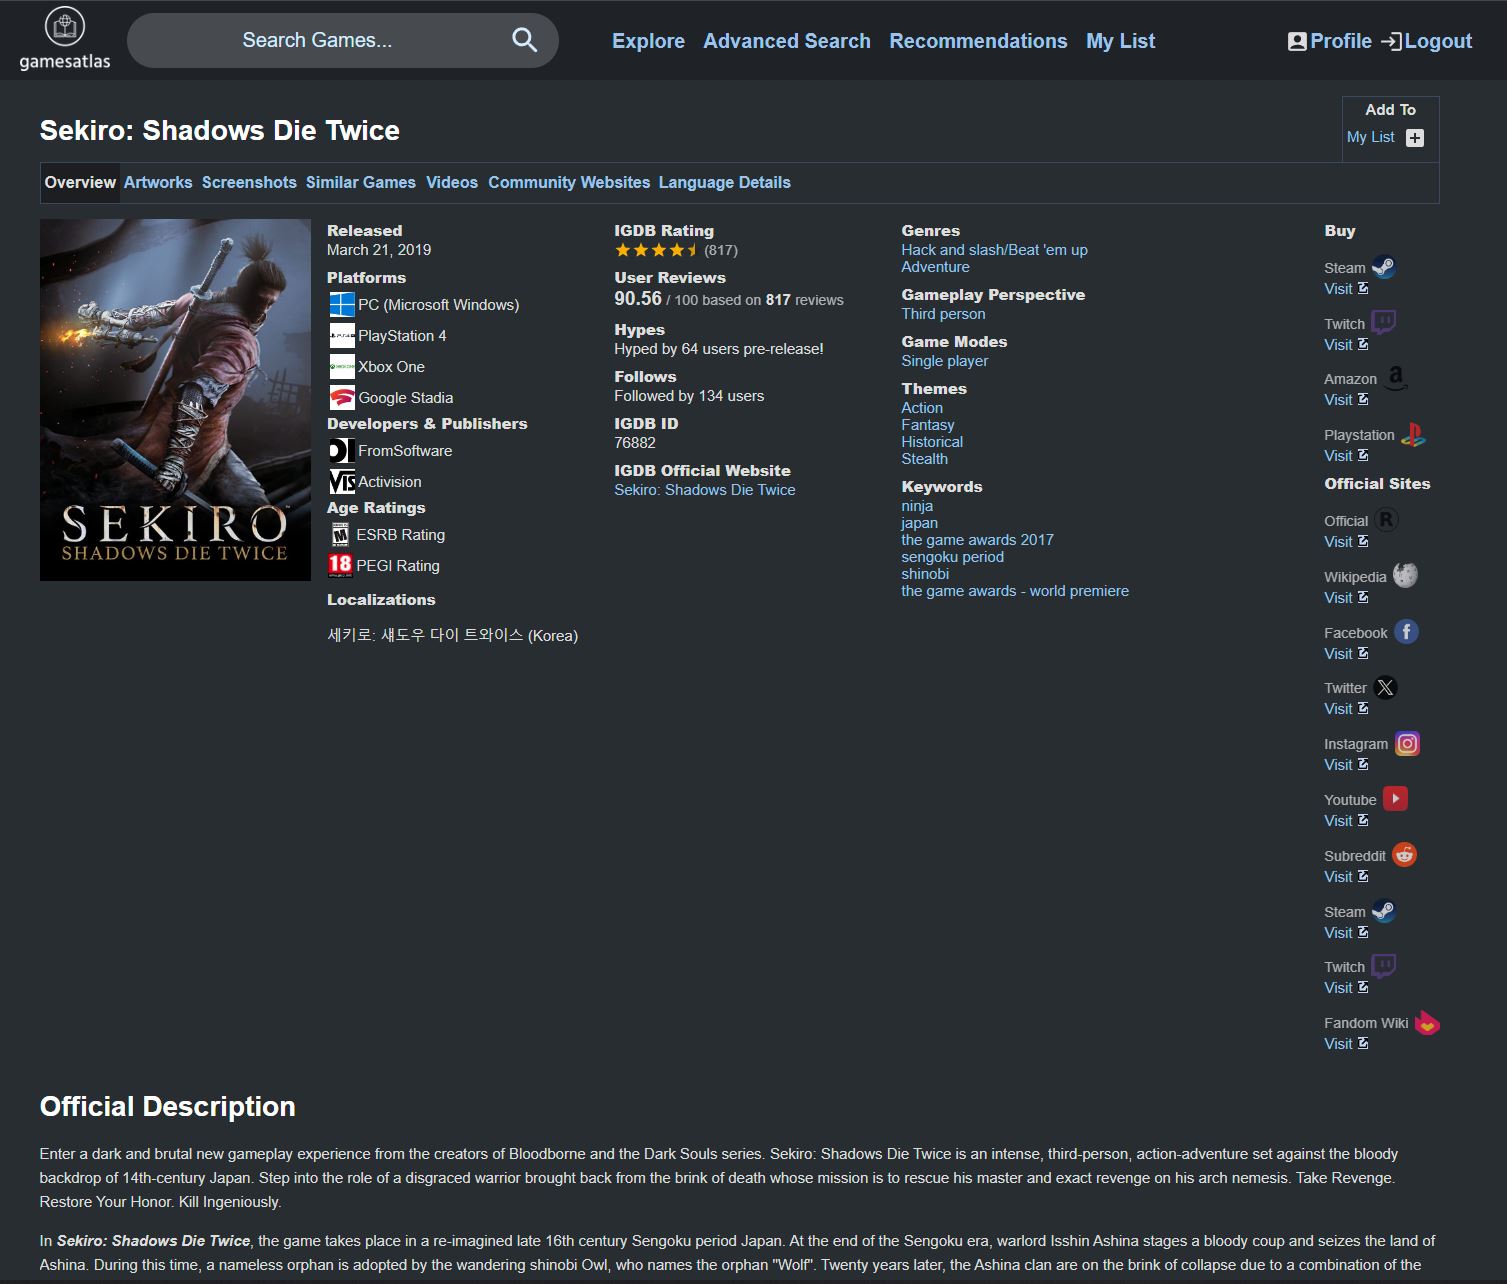 gamesatlas
Search Games...
Explore
Advanced Search
Recommendations
My List
Profile
Logout
Sekiro: Shadows Die Twice
Add To
My List
Overview
Artworks
Screenshots
Similar Games
Videos
Community Websites
Language Details
SEKIRO
SHADOWS DIE TWICE
Released
March 21, 2019
Platforms
PC (Microsoft Windows)
PlayStation 4
Xbox One
Google Stadia
Developers & Publishers
FromSoftware
Activision
Age Ratings
M
ESRB Rating
18
PEGI Rating
Localizations
세키로: 섀도우 다이 트와이스 (Korea)
IGDB Rating
(817)
User Reviews
90.56 / 100 based on 817 reviews
Hypes
Hyped by 64 users pre-release!
Follows
Followed by 134 users
IGDB ID
76882
IGDB Official Website
Sekiro: Shadows Die Twice
Genres
Hack and slash/Beat 'em up
Adventure
Gameplay Perspective
Third person
Game Modes
Single player
Themes
Action
Fantasy
Historical
Stealth
Keywords
ninja
japan
the game awards 2017
sengoku period
shinobi
the game awards - world premiere
Buy
Steam
Visit
Twitch
Visit
Amazon
Visit
Playstation
Visit
Official Sites
Official
Visit
Wikipedia
Visit
Facebook
Visit
Twitter
Visit
Instagram
Visit
Youtube
Visit
Subreddit
Visit
Steam
Visit
Twitch
Visit
Fandom Wiki
Visit
Official Description
Enter a dark and brutal new gameplay experience from the creators of Bloodborne and the Dark Souls series. Sekiro: Shadows Die Twice is an intense, third-person, action-adventure set against the bloody
backdrop of 14th-century Japan. Step into the role of a disgraced warrior brought back from the brink of death whose mission is to rescue his master and exact revenge on his arch nemesis. Take Revenge.
Restore Your Honor. Kill Ingeniously.
In Sekiro: Shadows Die Twice, the game takes place in a re-imagined late 16th century Sengoku period Japan. At the end of the Sengoku era, warlord Isshin Ashina stages a bloody coup and seizes the land of
Ashina. During this time, a nameless orphan is adopted by the wandering shinobi Owl, who names the orphan "Wolf". Twenty years later, the Ashina clan are on the brink of collapse due to a combination of the